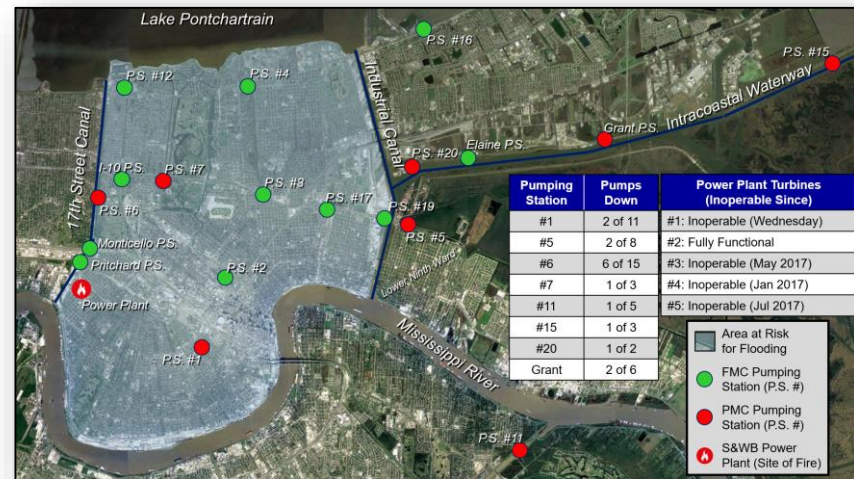 Lake Pontchartrain
P.S. #16
P.S. #15
P.S. #12
P.S. #4
Industrial Canal
Intracoastal Waterway
Grant P.S.
Elaine P.S.
P.S. #20
17th Street Canal
I-10 P.S.
P.S. #7
P.S. #6
P.S. #3
P.S. #17
P.S. #19
P.S. #5
Monticello P.S.
Pritchard P.S.
P.S. #2
Lower Ninth Ward
Power Plant
Mississippi River
P.S. #1
P.S. #11
Pumping Station
Pumps Down
#1 2 of 11
#5 2 of 8
#6 6 of 15
#7 1 of 3
#11 1 of 5
#15 1 of 3
#20 1 of 2
Grant 2 of 6
Power Plant Turbines
(Inoperable Since)
#1: Inoperable (Wednesday)
#2: Fully Functional
#3: Inoperable (May 2017)
#4: Inoperable (Jan 2017)
#5: Inoperable (Jul 2017)
Area at Risk
for Flooding
FMC Pumping
Station (P.S. #)
PMC Pumping
Station (P.S. #)
S&WB Power
Plant (Site of Fire)